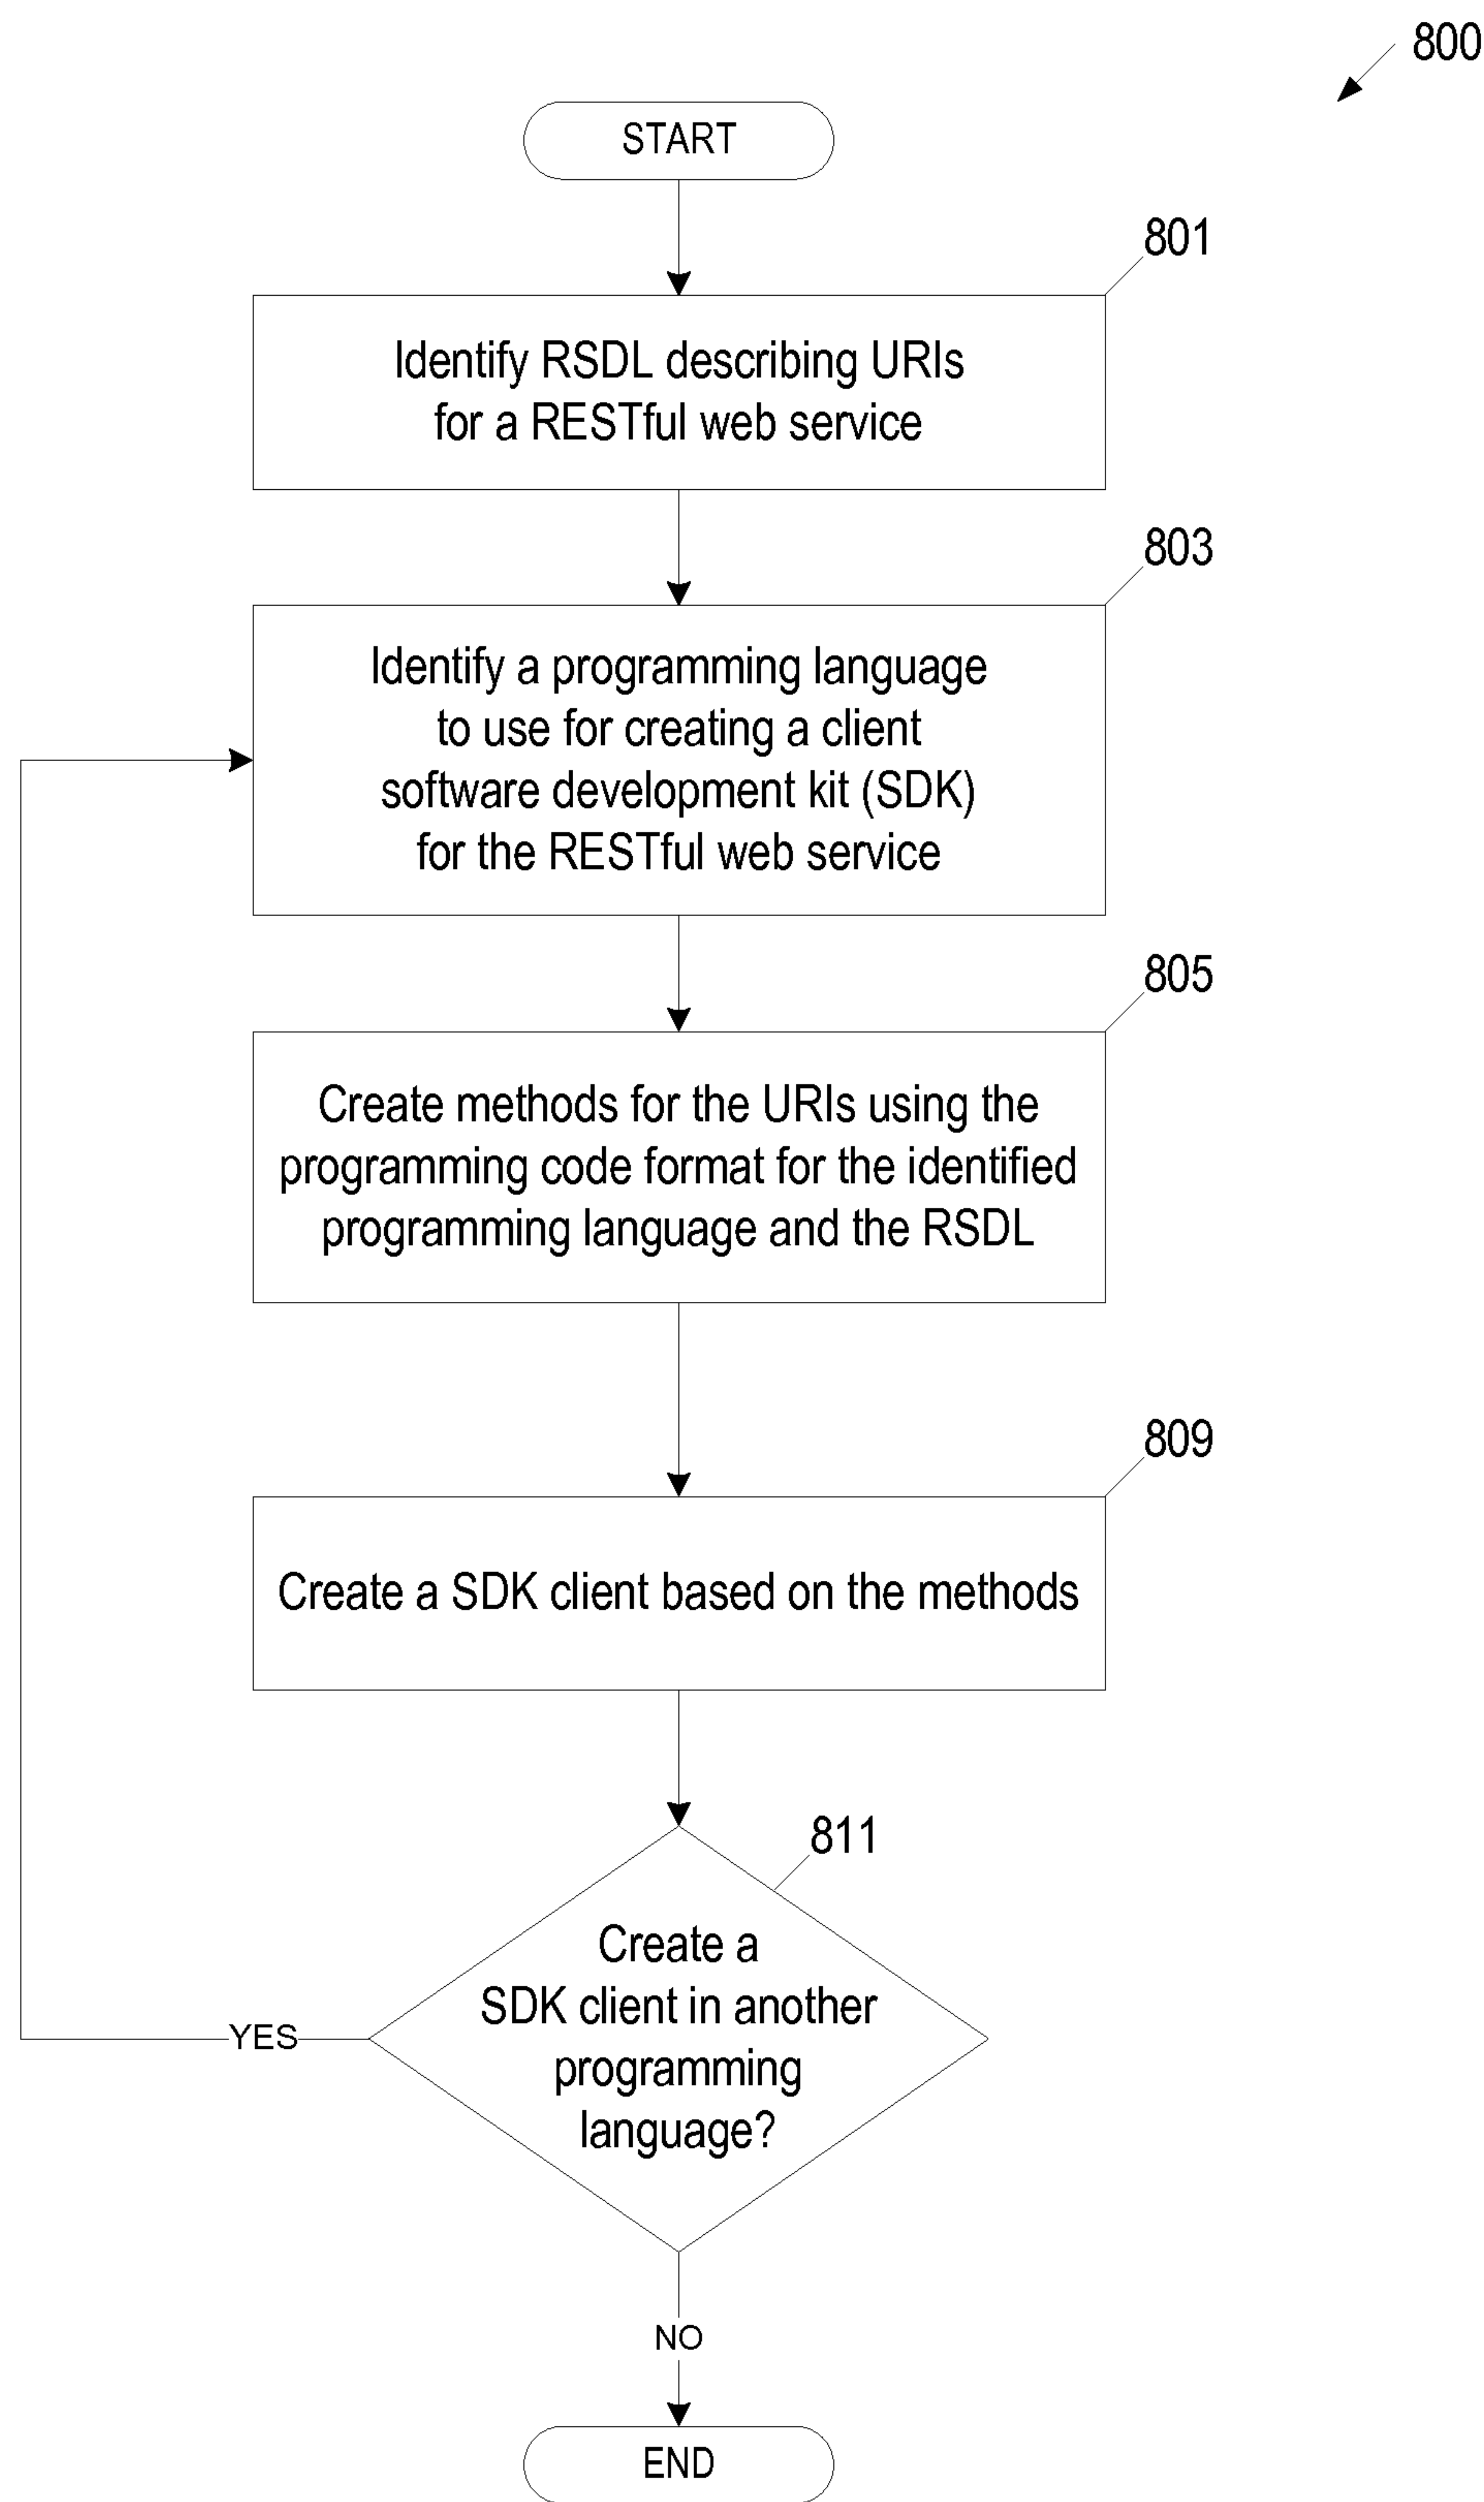 800
START
801
Identify RSDL describing URIs
for a RESTful web service
803
Identify a programming language
to use for creating a client
software development kit (SDK)
for the RESTful web service
805
Create methods for the URIs using the
programming code format for the identified
programming language and the RSDL
809
Create a SDK client based on the methods
811
Create a
SDK client in another
programming
language?
YES
NO
END